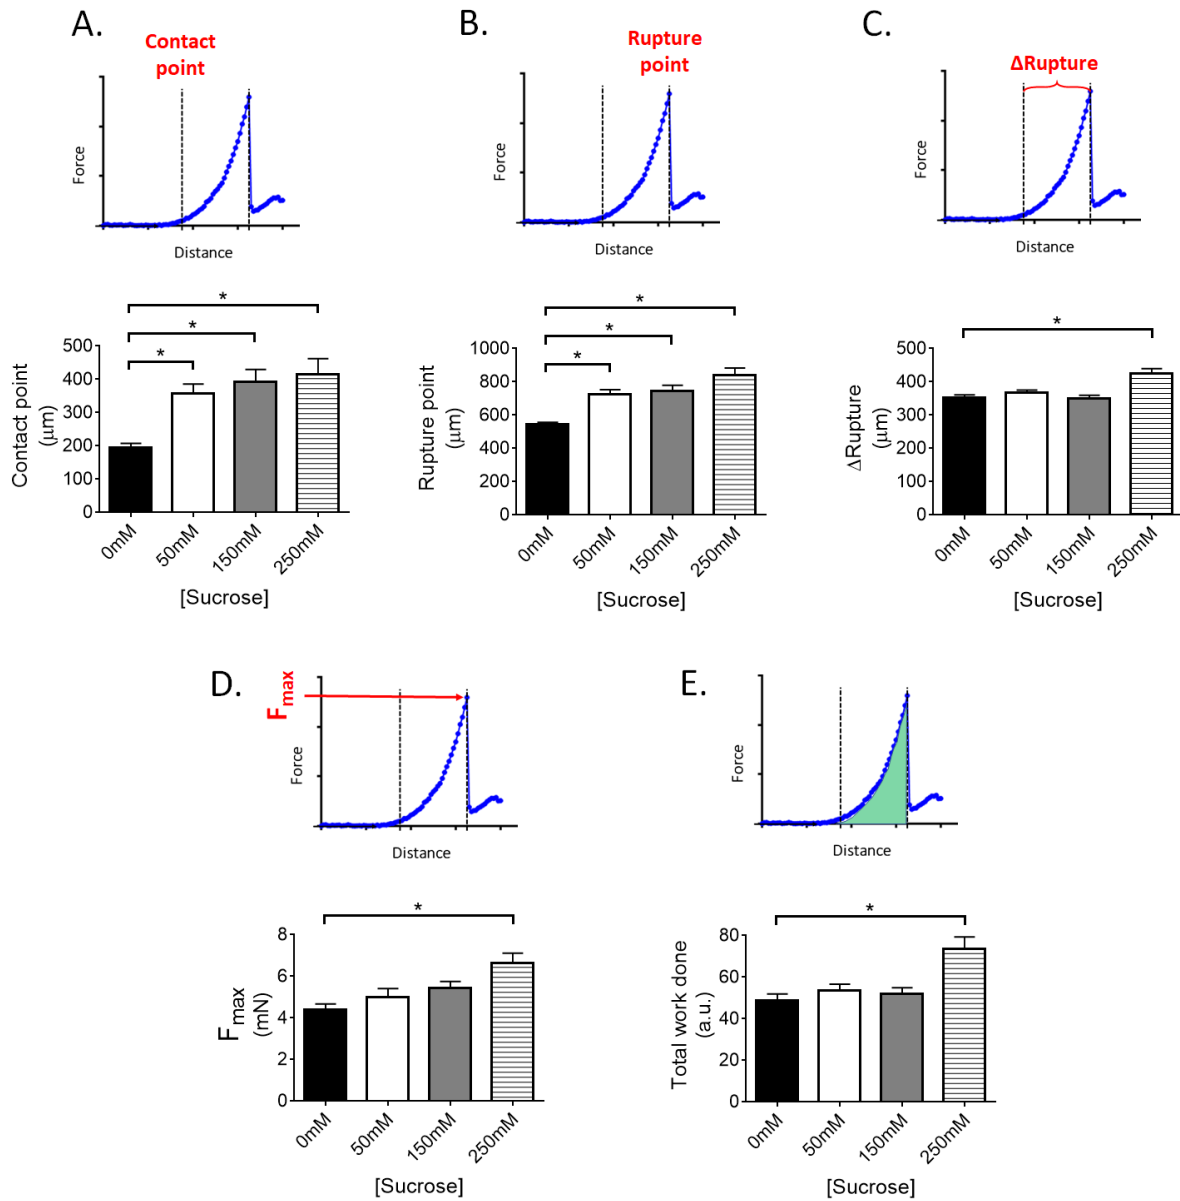 A.
Contact
point
Force
Distance
B.
Rupture
point
Force
Distance
C.
ΔRupture
Force
Distance
*
*
*
Contact point
(μm)
500
400
300
200
100
0
0mM
50mM
150mM
250mM
[Sucrose]
*
*
*
Rupture point
(μm)
1000
800
600
400
200
0
0mM
50mM
150mM
250mM
[Sucrose]
*
ΔRupture
(μm)
500
400
300
200
100
0
0mM
50mM
150mM
250mM
[Sucrose]
D.
Fmax
Force
Distance
E.
Force
Distance
*
Fmax
(mN)
8
6
4
2
0
0mM
50mM
150mM
250mM
[Sucrose]
*
Total work done
(a.u.)
80
60
40
20
0
0mM
50mM
150mM
250mM
[Sucrose]